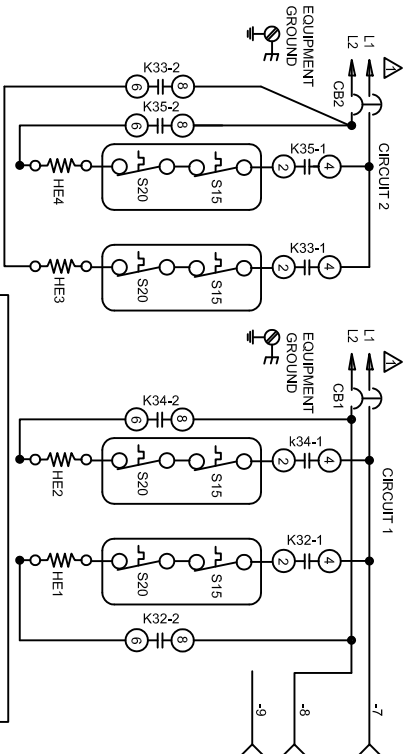 1
L1
L2
CB2
CIRCUIT 2
EQUIPMENT
GROUND
K33-2
6
8
K35-2
6
8
K35-1
2
4
S20
S15
HE4
K33-1
2
4
S20
S15
HE3
1
L1
L2
CB1
CIRCUIT 1
EQUIPMENT
GROUND
K34-2
6
8
k34-1
2
4
S20
S15
HE2
K32-1
2
4
S20
S15
HE1
K32-2
6
8
-7
-8
-9